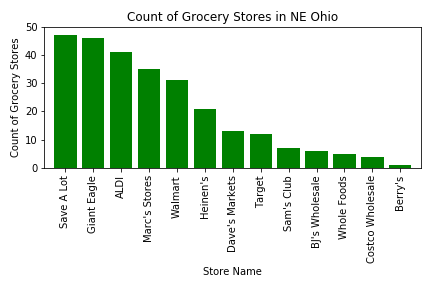 Count of Grocery Stores in NE Ohio
Count of Grocery Stores
50
40
30
20
10
0
Save A Lot
Giant Eagle
ALDI
Marc's Stores
Walmart
Heinen's
Dave's Markets
Target
Sam's Club
BJ's Wholesale
Whole Foods
Costco Wholesale
Berry's
Store Name